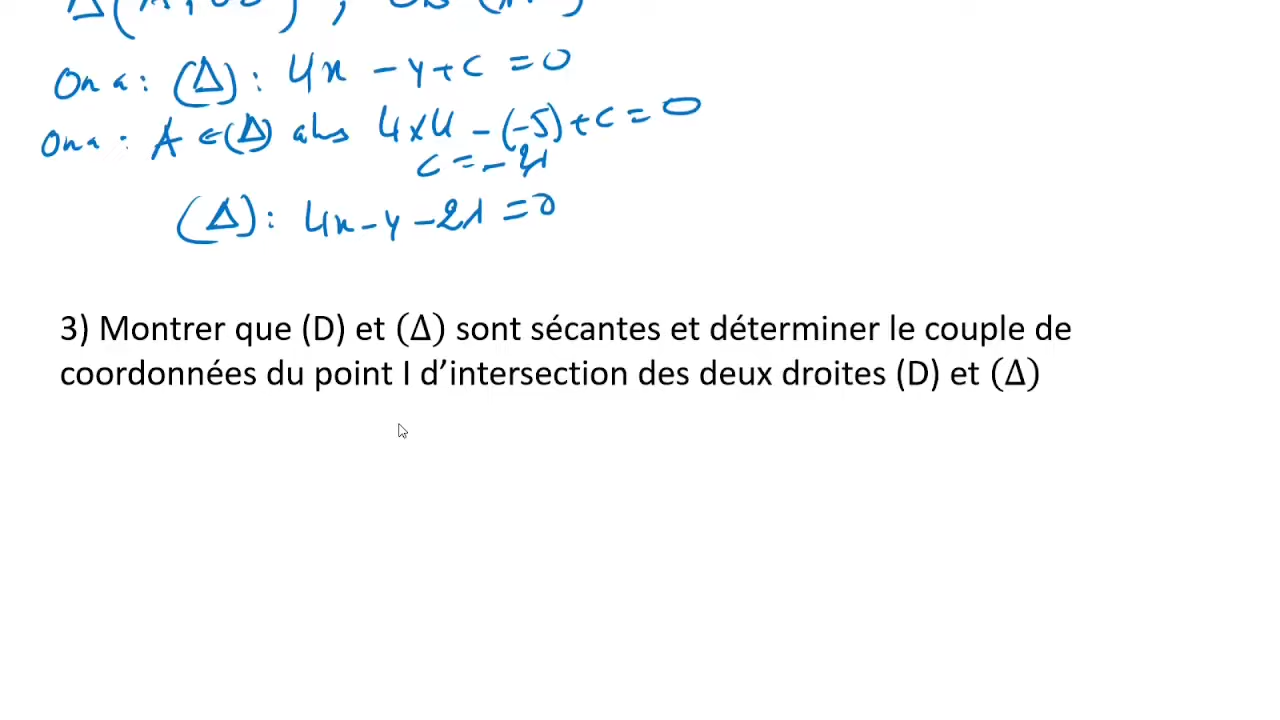 On a : (Δ) : 4x - y + c = 0
On a : A ∈ (Δ) alors 4×4 - (-5) + c = 0
c = -21
(Δ) : 4x - y - 21 = 0
3) Montrer que (D) et (Δ) sont sécantes et déterminer le couple de
coordonnées du point I d’intersection des deux droites (D) et (Δ)